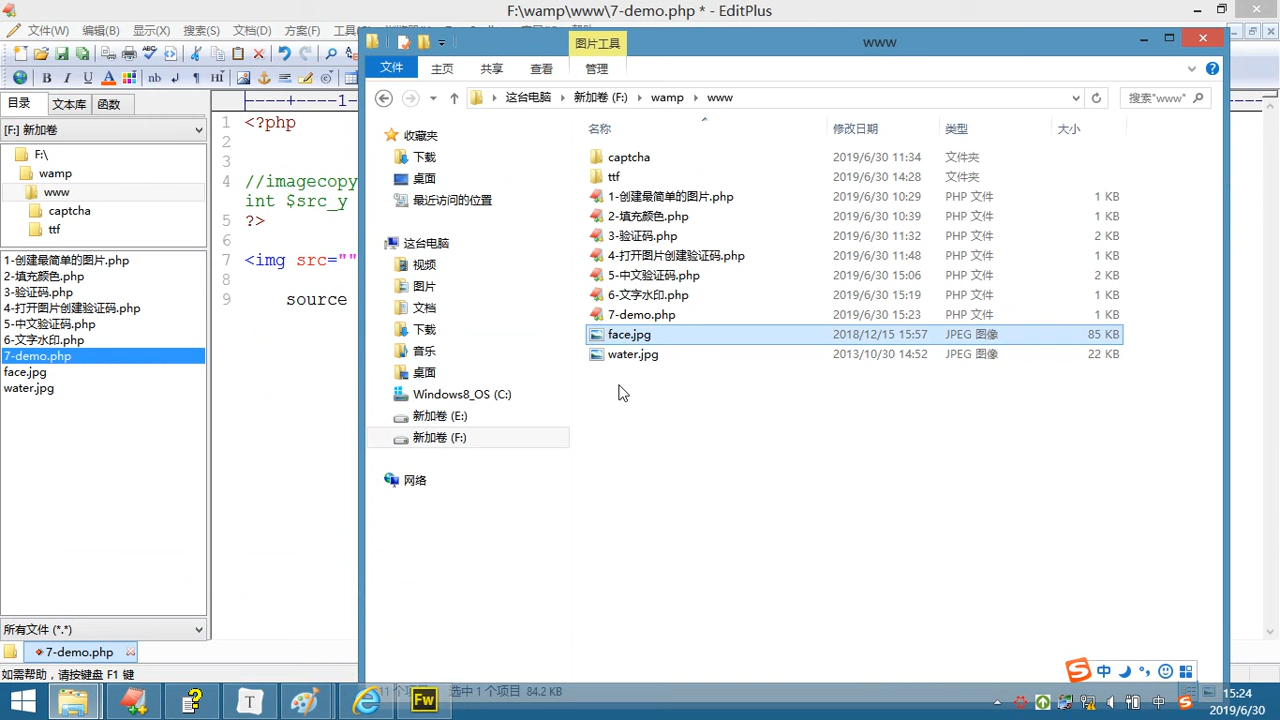 F:\wamp\www\7-demo.php * - EditPlus
文件(W) 编辑(B) 显示(X) 搜索(S) 文档(D) 方案(F) 工具(
图片工具
www
文件 主页 共享 查看 管理
这台电脑 新加卷 (F:) wamp www
搜索"www"
目录 文本库 函数
[F:] 新加卷
F:\
wamp
www
captcha
ttf
1-创建最简单的图片.php
2-填充颜色.php
3-验证码.php
4-打开图片创建验证码.php
5-中文验证码.php
6-文字水印.php
7-demo.php
face.jpg
water.jpg
所有文件 (*.*)
7-demo.php
如需帮助，请按键盘 F1 键
----+----1-
1 <?php
2
3
4 //imagecopy
int $src_y
5 ?>
6
7 <img src=""
8
9 source
收藏夹
下载
桌面
最近访问的位置
这台电脑
视频
图片
文档
下载
音乐
桌面
Windows8_OS (C:)
新加卷 (E:)
新加卷 (F:)
网络
名称 修改日期 类型 大小
captcha 2019/6/30 11:34 文件夹
ttf 2019/6/30 14:28 文件夹
1-创建最简单的图片.php 2019/6/30 10:29 PHP 文件 1 KB
2-填充颜色.php 2019/6/30 10:39 PHP 文件 1 KB
3-验证码.php 2019/6/30 11:32 PHP 文件 2 KB
4-打开图片创建验证码.php 2019/6/30 11:48 PHP 文件 1 KB
5-中文验证码.php 2019/6/30 15:06 PHP 文件 2 KB
6-文字水印.php 2019/6/30 15:19 PHP 文件 1 KB
7-demo.php 2019/6/30 15:23 PHP 文件 1 KB
face.jpg 2018/12/15 15:57 JPEG 图像 85 KB
water.jpg 2013/10/30 14:52 JPEG 图像 22 KB
11 个项目 选中 1 个项目 84.2 KB
中
Fw
中
15:24
2019/6/30